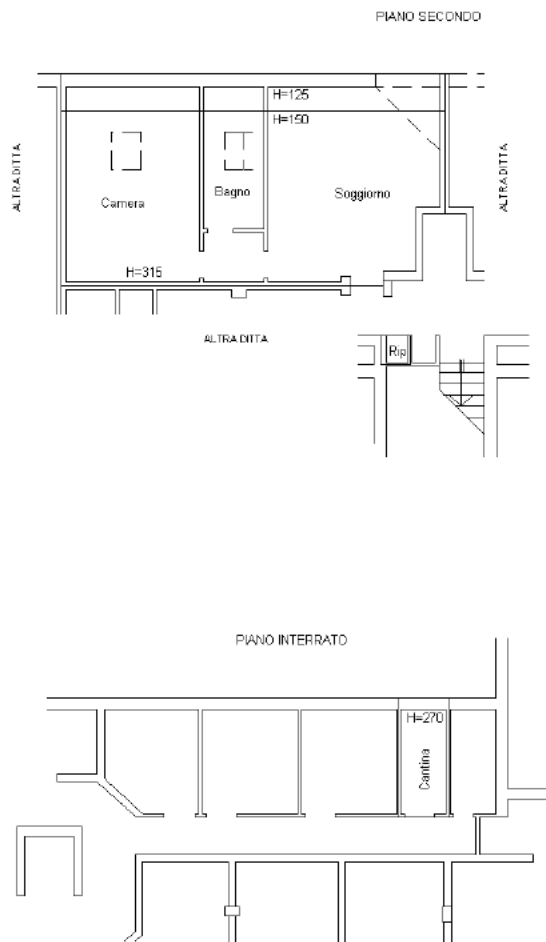 PIANO SECONDO
H=125
H=150
ALTRA DITTA
ALTRA DITTA
Camera
Bagno
Soggiorno
H=315
ALTRA DITTA
Rip
PIANO INTERRATO
H=270
Cantina